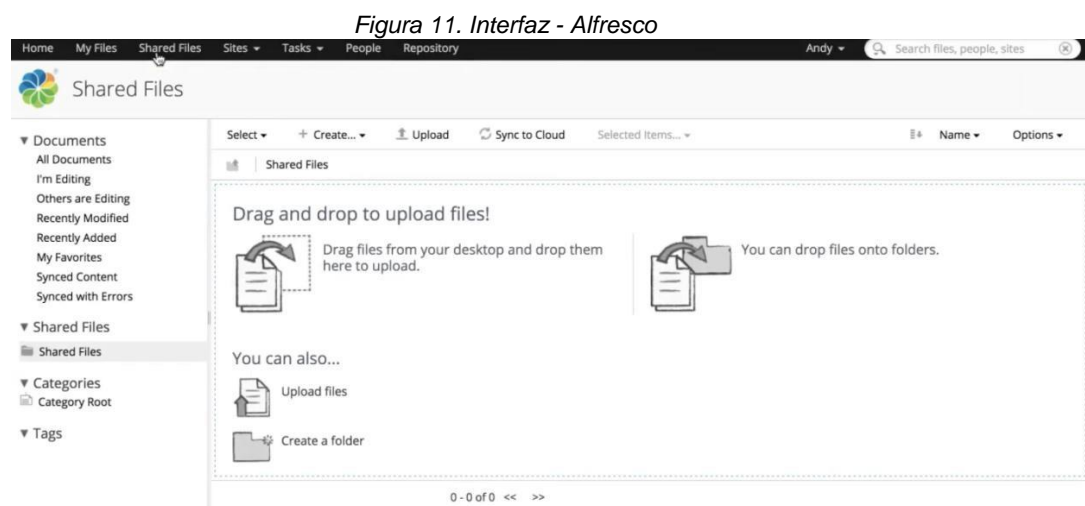 Figura 11. Interfaz - Alfresco
Home My Files Shared Files Sites Tasks People Repository Andy Search files, people, sites
Shared Files
Documents
All Documents
I'm Editing
Others are Editing
Recently Modified
Recently Added
My Favorites
Synced Content
Synced with Errors
Shared Files
Shared Files
Categories
Category Root
Tags
Select + Create... Upload Sync to Cloud Selected Items... Name Options
Shared Files
Drag and drop to upload files!
Drag files from your desktop and drop them
here to upload.
You can drop files onto folders.
You can also...
Upload files
Create a folder
0 - 0 of 0 << >>